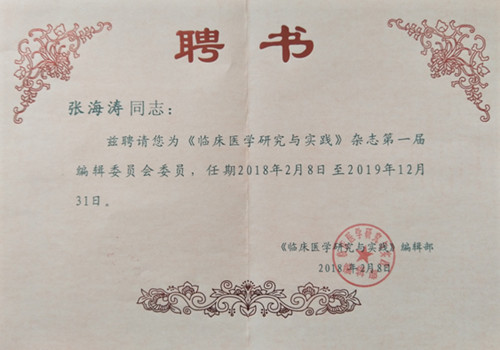 聘书
张海涛同志：
兹聘请您为《临床医学研究与实践》杂志第一届
编辑委员会委员，任期2018年2月8日至2019年12月
31日。
《临床医学研究与实践》编辑部
2018年2月8日